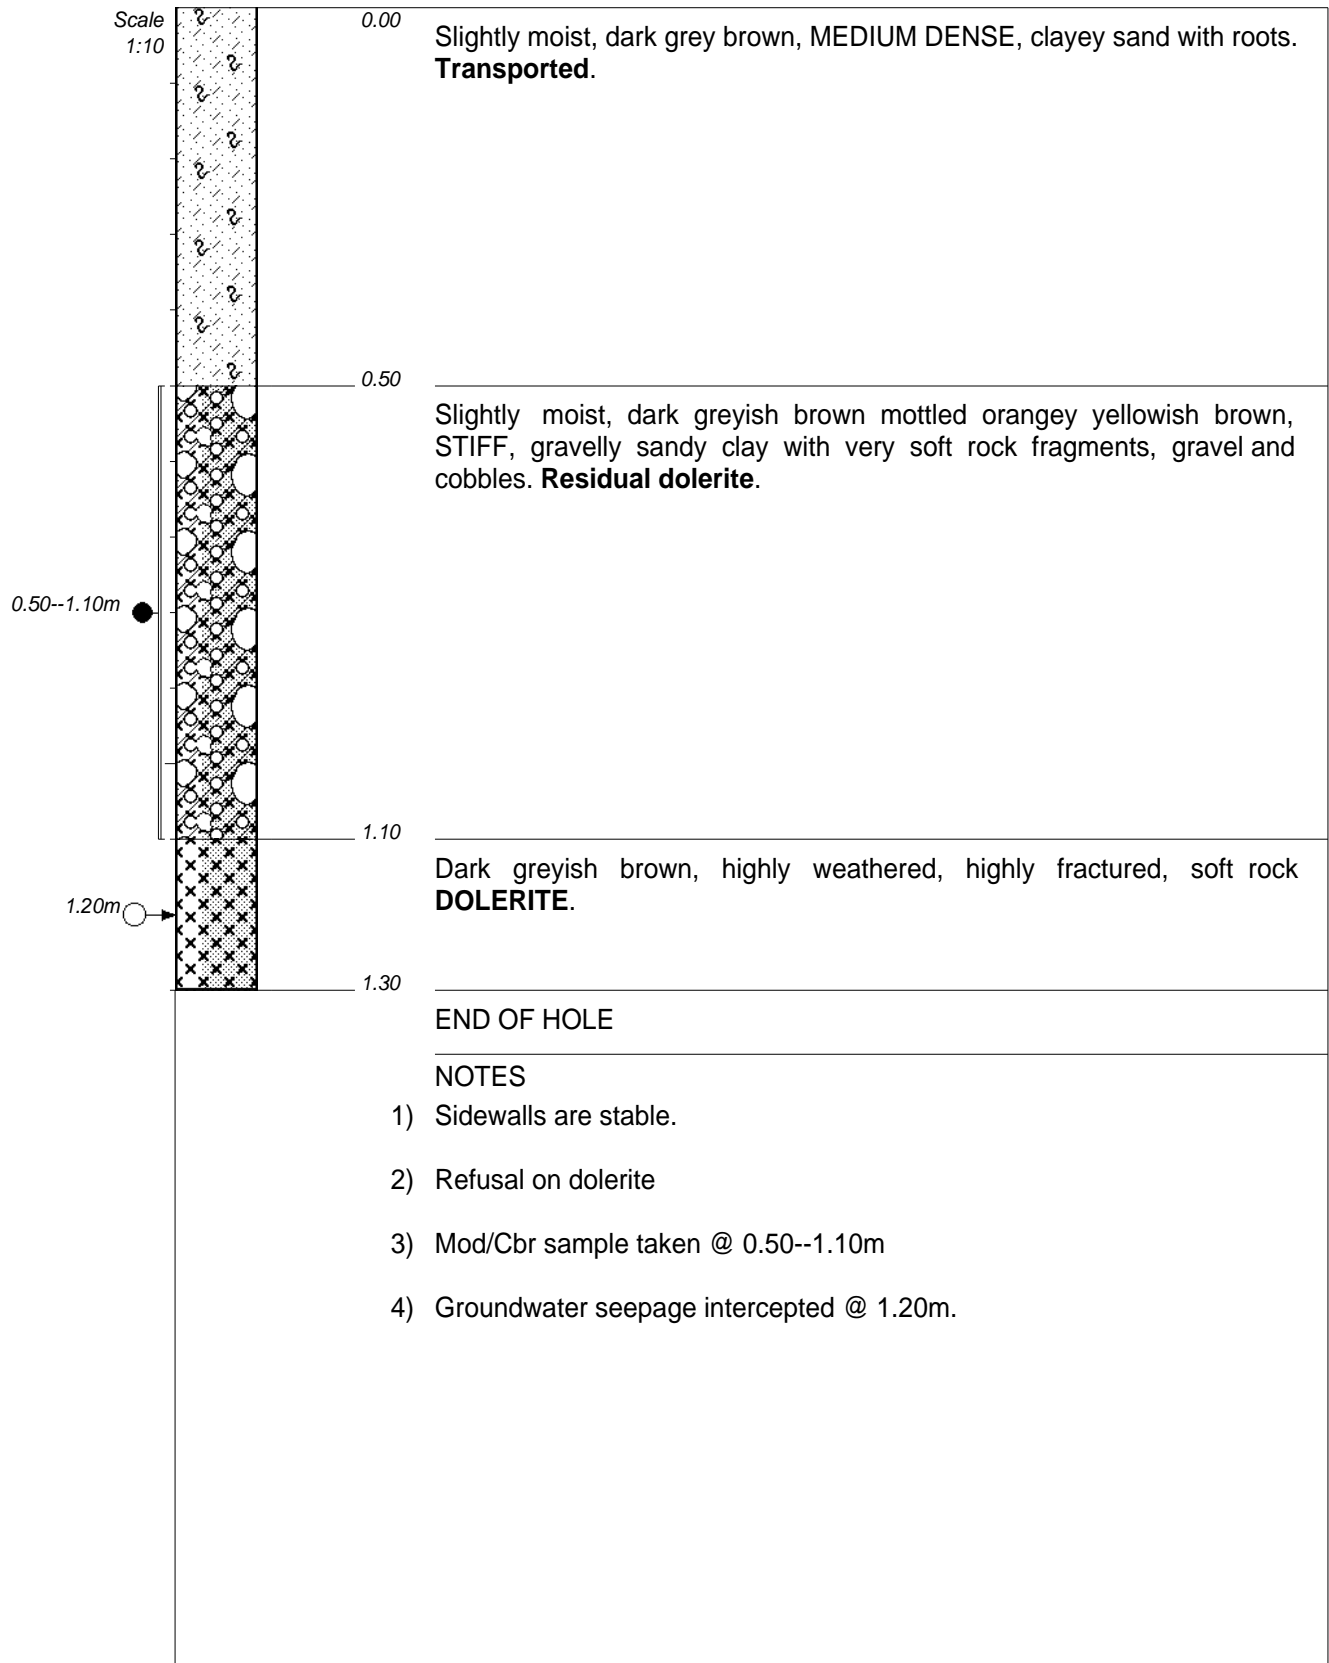 Scale
1:10
0.00
Slightly moist, dark grey brown, MEDIUM DENSE, clayey sand with roots.
Transported.
0.50
Slightly moist, dark greyish brown mottled orangey yellowish brown,
STIFF, gravelly sandy clay with very soft rock fragments, gravel and
cobbles. Residual dolerite.
0.50--1.10m
1.10
Dark greyish brown, highly weathered, highly fractured, soft rock
DOLERITE.
1.20m
1.30
END OF HOLE
NOTES
1) Sidewalls are stable.
2) Refusal on dolerite
3) Mod/Cbr sample taken @ 0.50--1.10m
4) Groundwater seepage intercepted @ 1.20m.